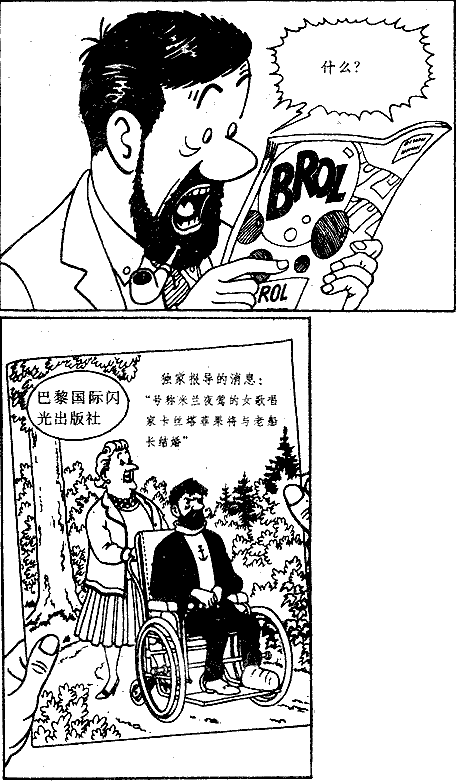 什么？
BROL
ROL
巴黎国际闪
光出版社
独家报导的消息：
“号称米兰夜莺的女歌唱
家卡丝塔菲果将与老船
长结婚”